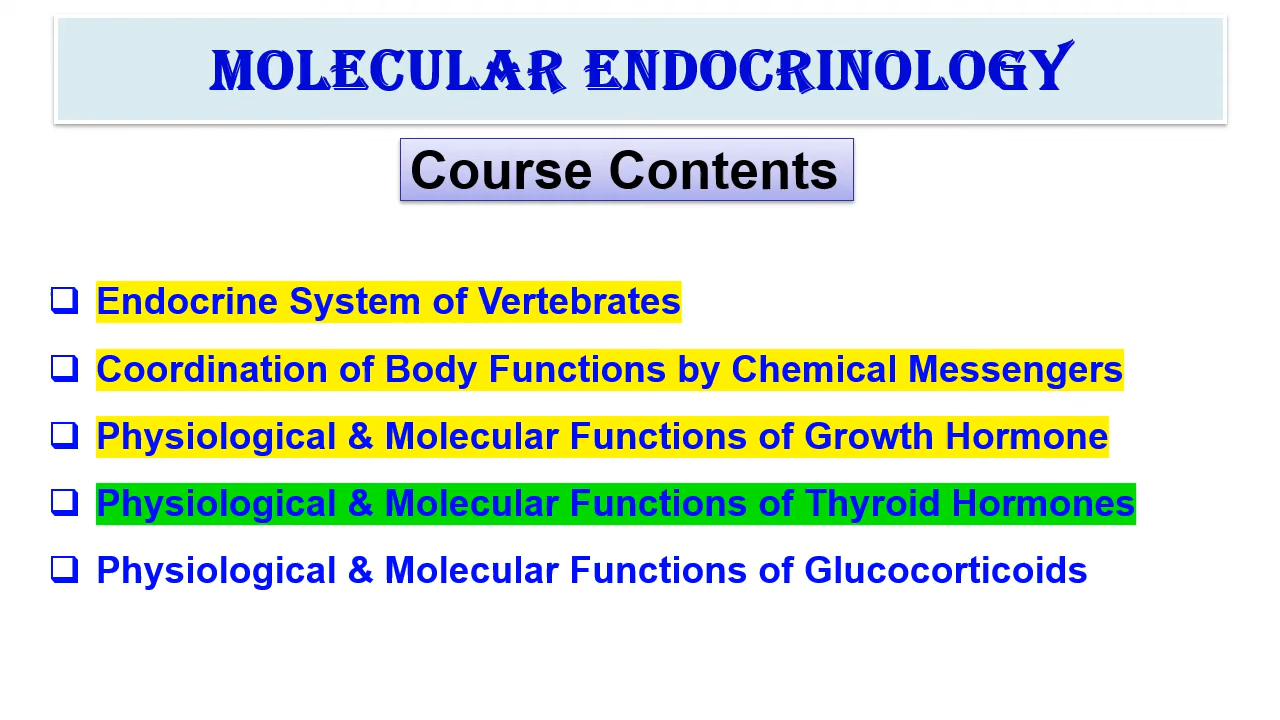 MOLECULAR ENDOCRINOLOGY
Course Contents
Endocrine System of Vertebrates
Coordination of Body Functions by Chemical Messengers
Physiological & Molecular Functions of Growth Hormone
Physiological & Molecular Functions of Thyroid Hormones
Physiological & Molecular Functions of Glucocorticoids